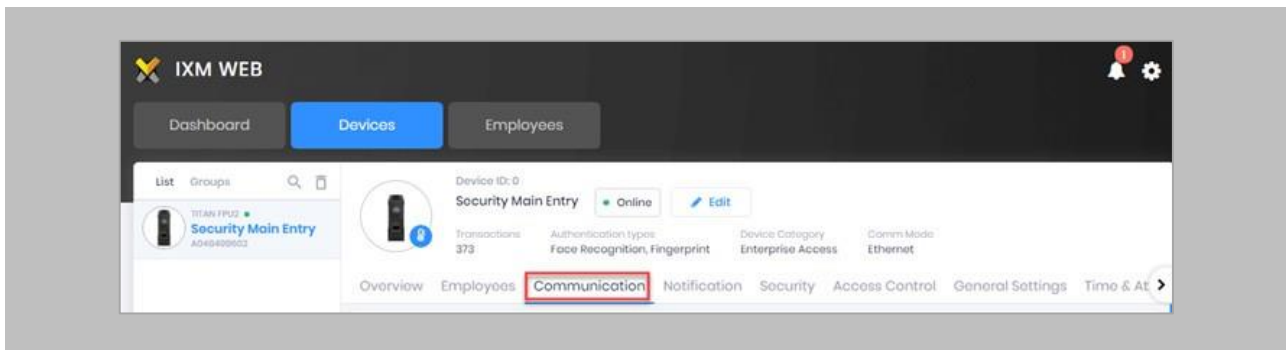 IXM WEB
1
Dashboard Devices Employees
List Groups
TITAN FPU2
Security Main Entry
A040400602
Device ID: 0
Security Main Entry Online Edit
Transactions Authentication types Device Category Comm Mode
373 Face Recognition, Fingerprint Enterprise Access Ethernet
Overview Employees Communication Notification Security Access Control General Settings Time & At